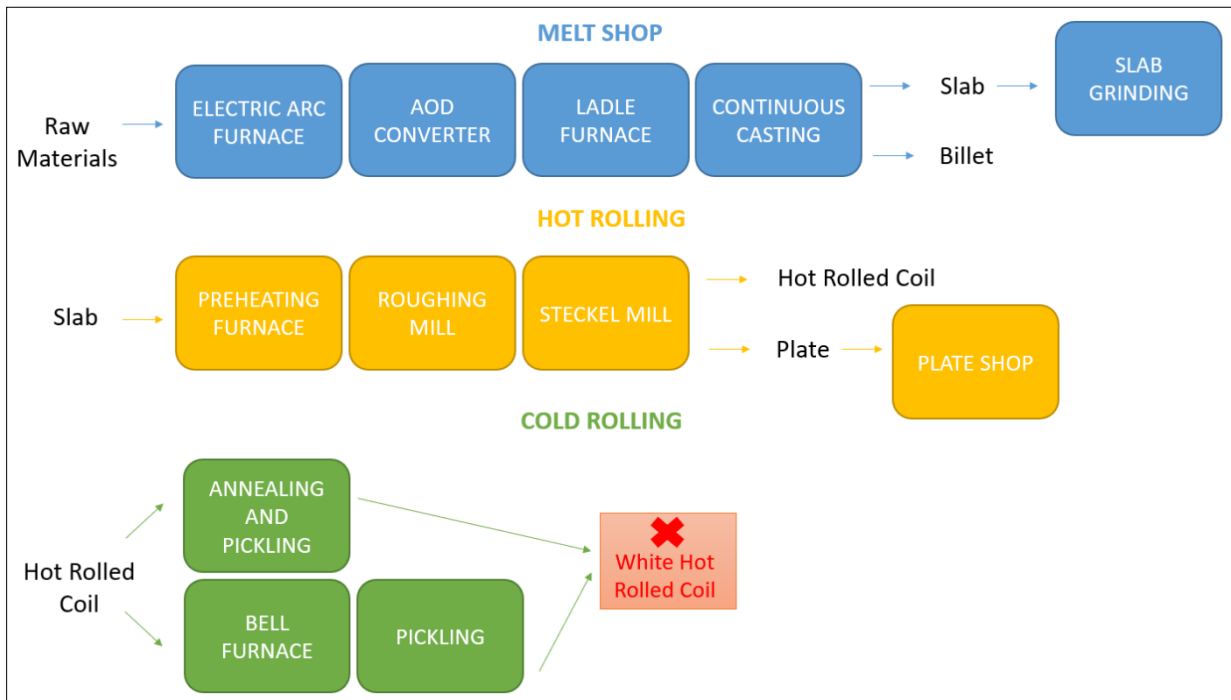 MELT SHOP
Raw
Materials
ELECTRIC ARC
FURNACE
AOD
CONVERTER
LADLE
FURNACE
CONTINUOUS
CASTING
Slab
Billet
SLAB
GRINDING
HOT ROLLING
Slab
PREHEATING
FURNACE
ROUGHING
MILL
STECKEL MILL
Hot Rolled Coil
Plate
PLATE SHOP
COLD ROLLING
Hot Rolled
Coil
ANNEALING
AND
PICKLING
BELL
FURNACE
PICKLING
White Hot
Rolled Coil